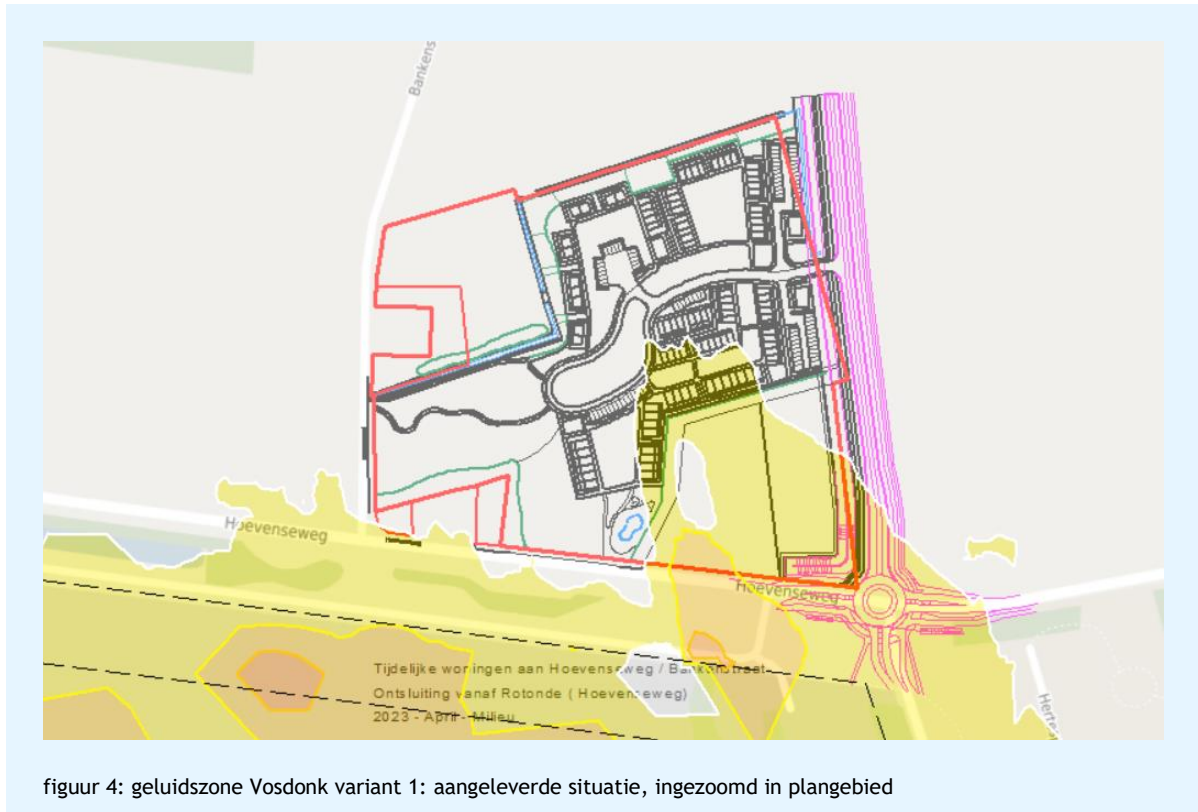 Bankens
Hoevenseweg
Hoevenseweg
Tijdelijke woningen aan Hoevenseweg / Bankenstraat
Ontsluiting vanaf Rotonde ( Hoevenseweg)
2023 - April - Milieu
figuur 4: geluidszone Vosdonk variant 1: aangeleverde situatie, ingezoomd in plangebied